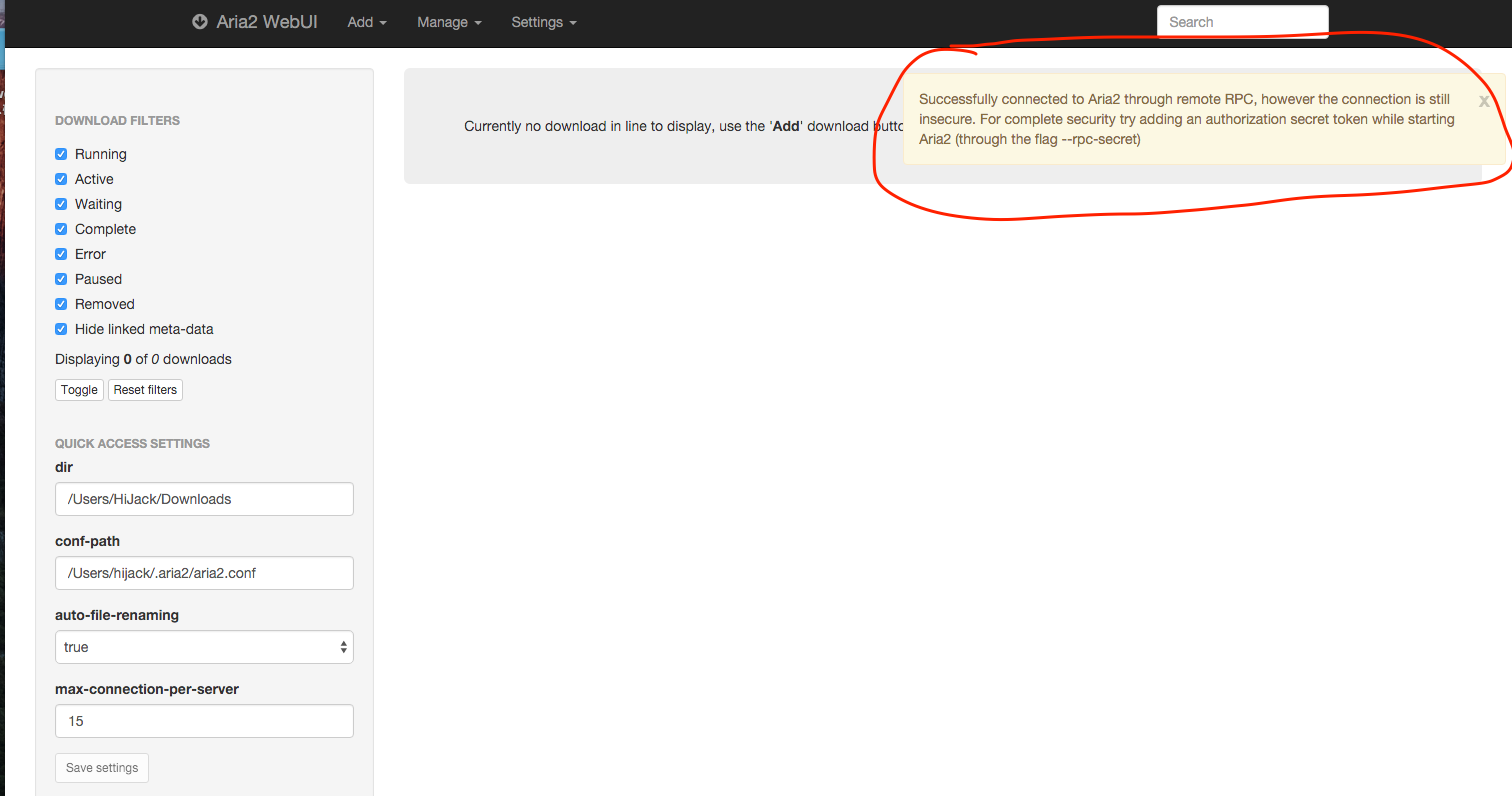 Aria2 WebUI Add Manage Settings Search
DOWNLOAD FILTERS
Running
Active
Waiting
Complete
Error
Paused
Removed
Hide linked meta-data
Displaying 0 of 0 downloads
Toggle Reset filters
QUICK ACCESS SETTINGS
dir
/Users/HiJack/Downloads
conf-path
/Users/hijack/.aria2/aria2.conf
auto-file-renaming
true
max-connection-per-server
15
Save settings
Currently no download in line to display, use the 'Add' download
Successfully connected to Aria2 through remote RPC, however the connection is still
insecure. For complete security try adding an authorization secret token while starting
Aria2 (through the flag --rpc-secret)
x